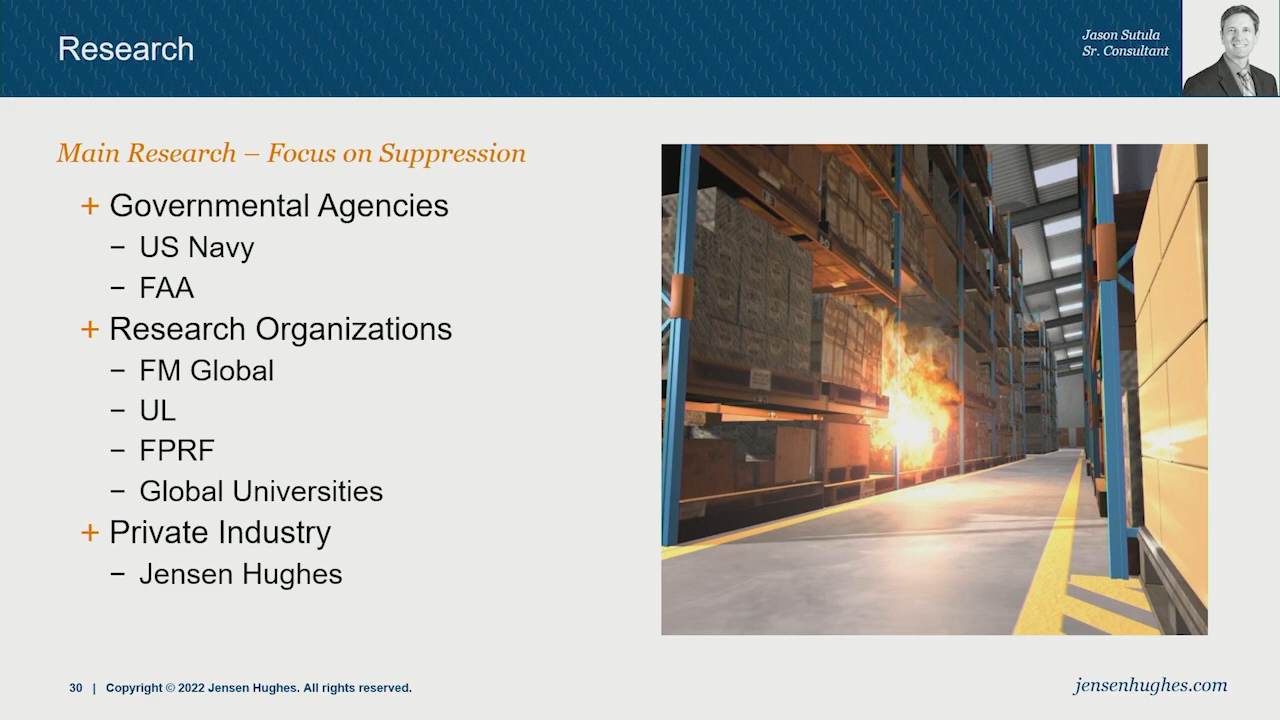 Research
Jason Sutula
Sr. Consultant
Main Research – Focus on Suppression
+ Governmental Agencies
− US Navy
− FAA
+ Research Organizations
− FM Global
− UL
− FPRF
− Global Universities
+ Private Industry
− Jensen Hughes
30 | Copyright © 2022 Jensen Hughes. All rights reserved.
jensenhughes.com